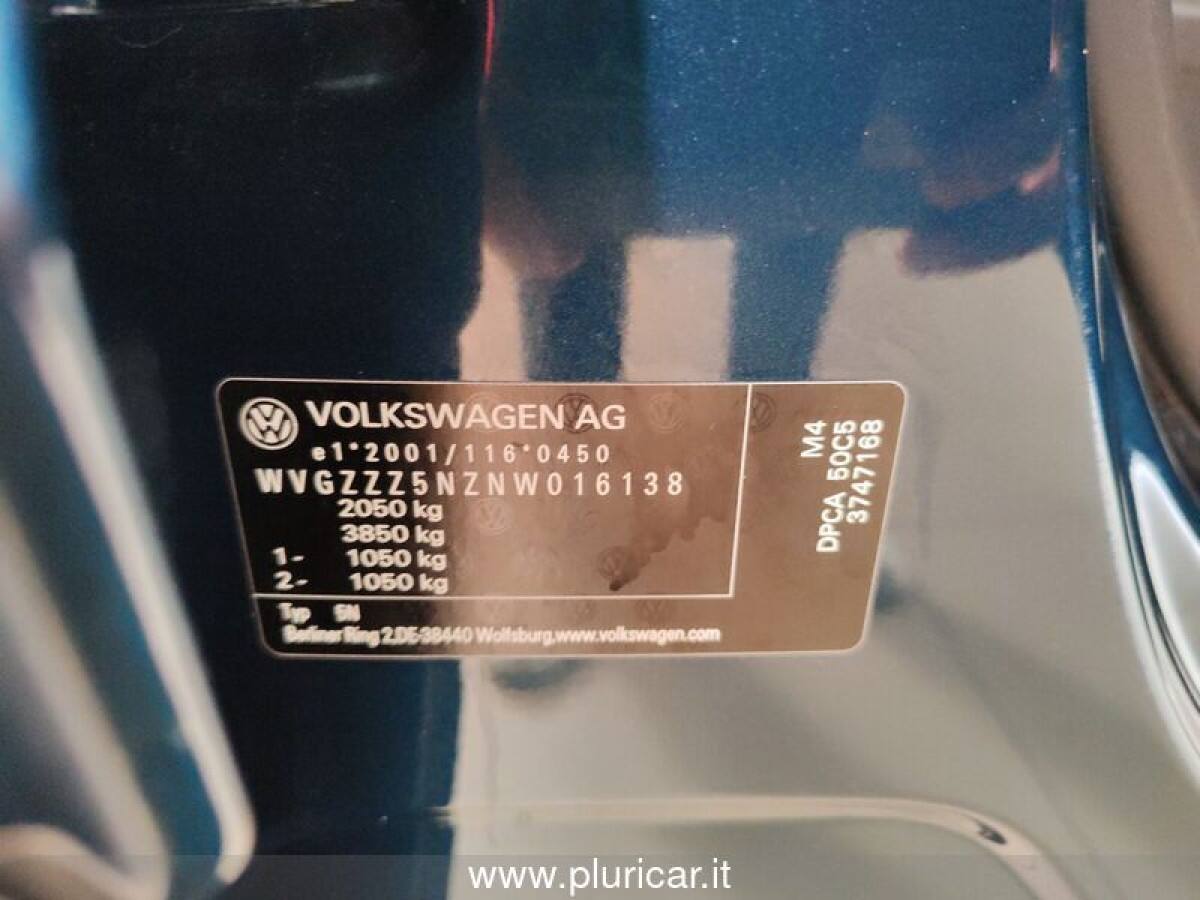 VOLKSWAGEN AG
e1*2001/116*0450
WVGZZZ5NZNW016138
2050 kg
3850 kg
1- 1050 kg
2- 1050 kg
Typ 5N
Berliner Ring 2,DE-38440 Wolfsburg,www.volkswagen.com
M4
DPCA 50C5
3747168
www.pluricar.it